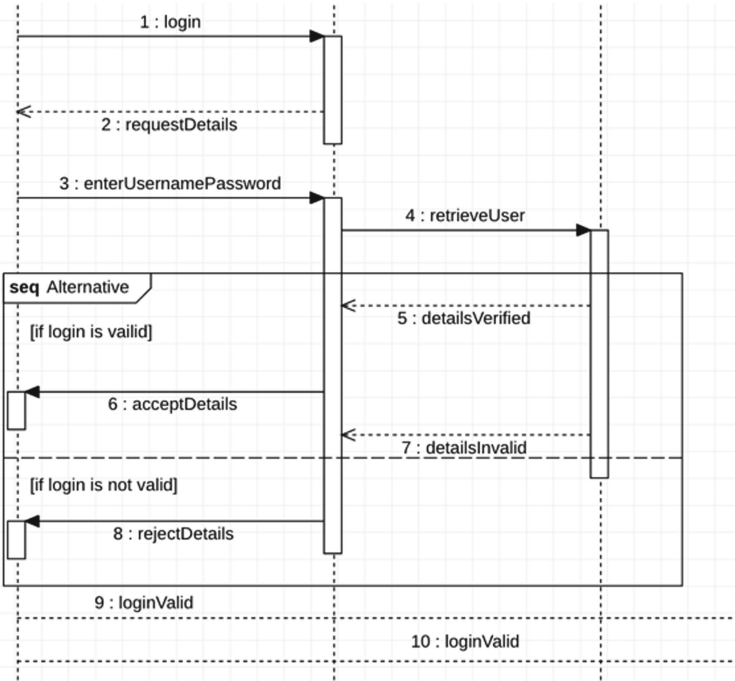 1 : login
2 : requestDetails
3 : enterUsernamePassword
4 : retrieveUser
seq Alternative
5 : detailsVerified
[if login is vailid]
6 : acceptDetails
7 : detailsInvalid
[if login is not valid]
8 : rejectDetails
9 : loginValid
10 : loginValid